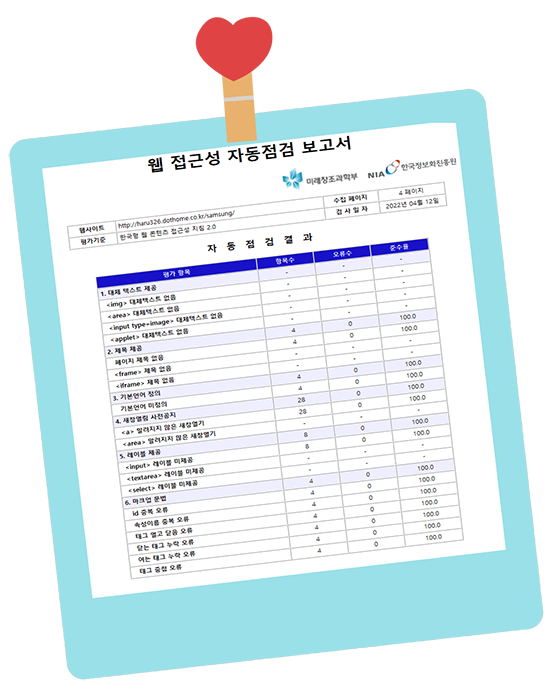 웹 접근성 자동점검 보고서
미래창조과학부 NIA 한국정보화진흥원
웹사이트 http://haru326.dothome.co.kr/samsung/ 수집 페이지 4 페이지
평가기준 한국형 웹 콘텐츠 접근성 지침 2.0 검 사 일 자 2022년 04월 12일
자 동 점 검 결 과
평가 항목 항목수 오류수 준수율
1. 대체 텍스트 제공 - - -
<img> 대체텍스트 없음 - - -
<area> 대체텍스트 없음 - - -
<input type=image> 대체텍스트 없음 - - -
<applet> 대체텍스트 없음 - - -
2. 제목 제공 4 0 100.0
페이지 제목 없음 4 0 100.0
<frame> 제목 없음 - - -
<iframe> 제목 없음 - - -
3. 기본언어 정의 4 0 100.0
기본언어 미정의 4 0 100.0
4. 새창열림 사전공지 28 0 100.0
<a> 알려지지 않은 새창열기 28 0 100.0
<area> 알려지지 않은 새창열기 - - -
5. 레이블 제공 8 0 100.0
<input> 레이블 미제공 8 0 100.0
<textarea> 레이블 미제공 - - -
<select> 레이블 미제공 - - -
6. 마크업 문법 4 0 100.0
id 중복 오류 4 0 100.0
속성이름 중복 오류 4 0 100.0
태그 열고 닫음 오류 4 0 100.0
닫는 태그 누락 오류 4 0 100.0
여는 태그 누락 오류 4 0 100.0
태그 중첩 오류 4 0 100.0